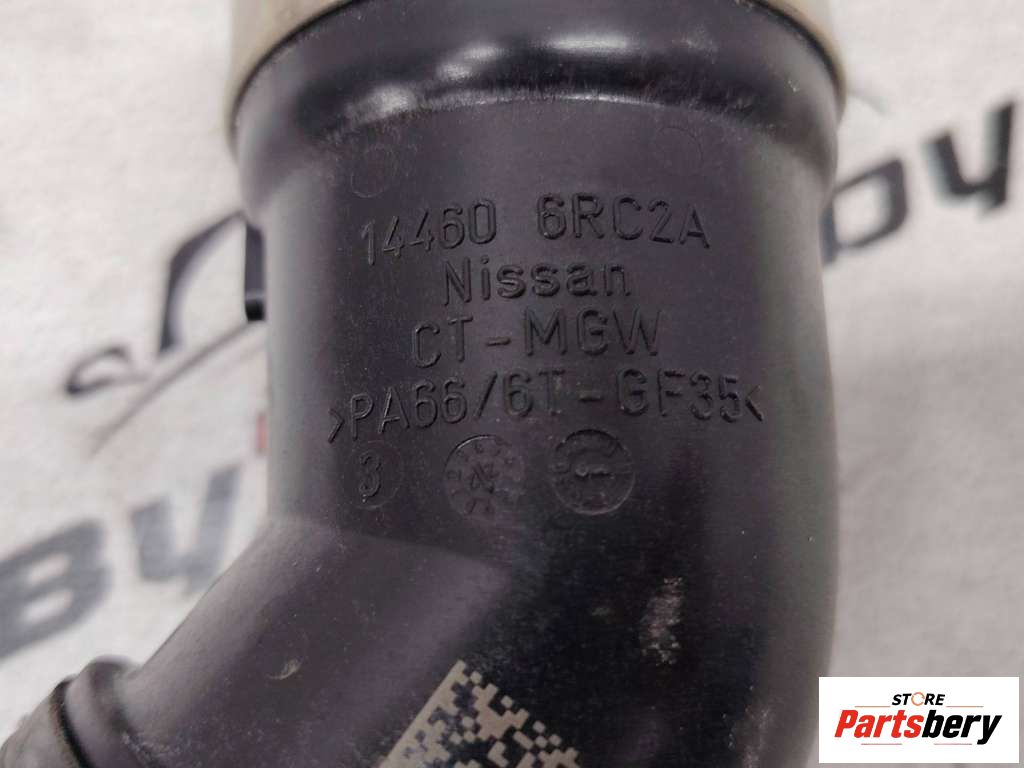 14460 6RC2A
Nissan
CT-MGW
>PA66/6T-GF35<
3
STORE
Partsbery